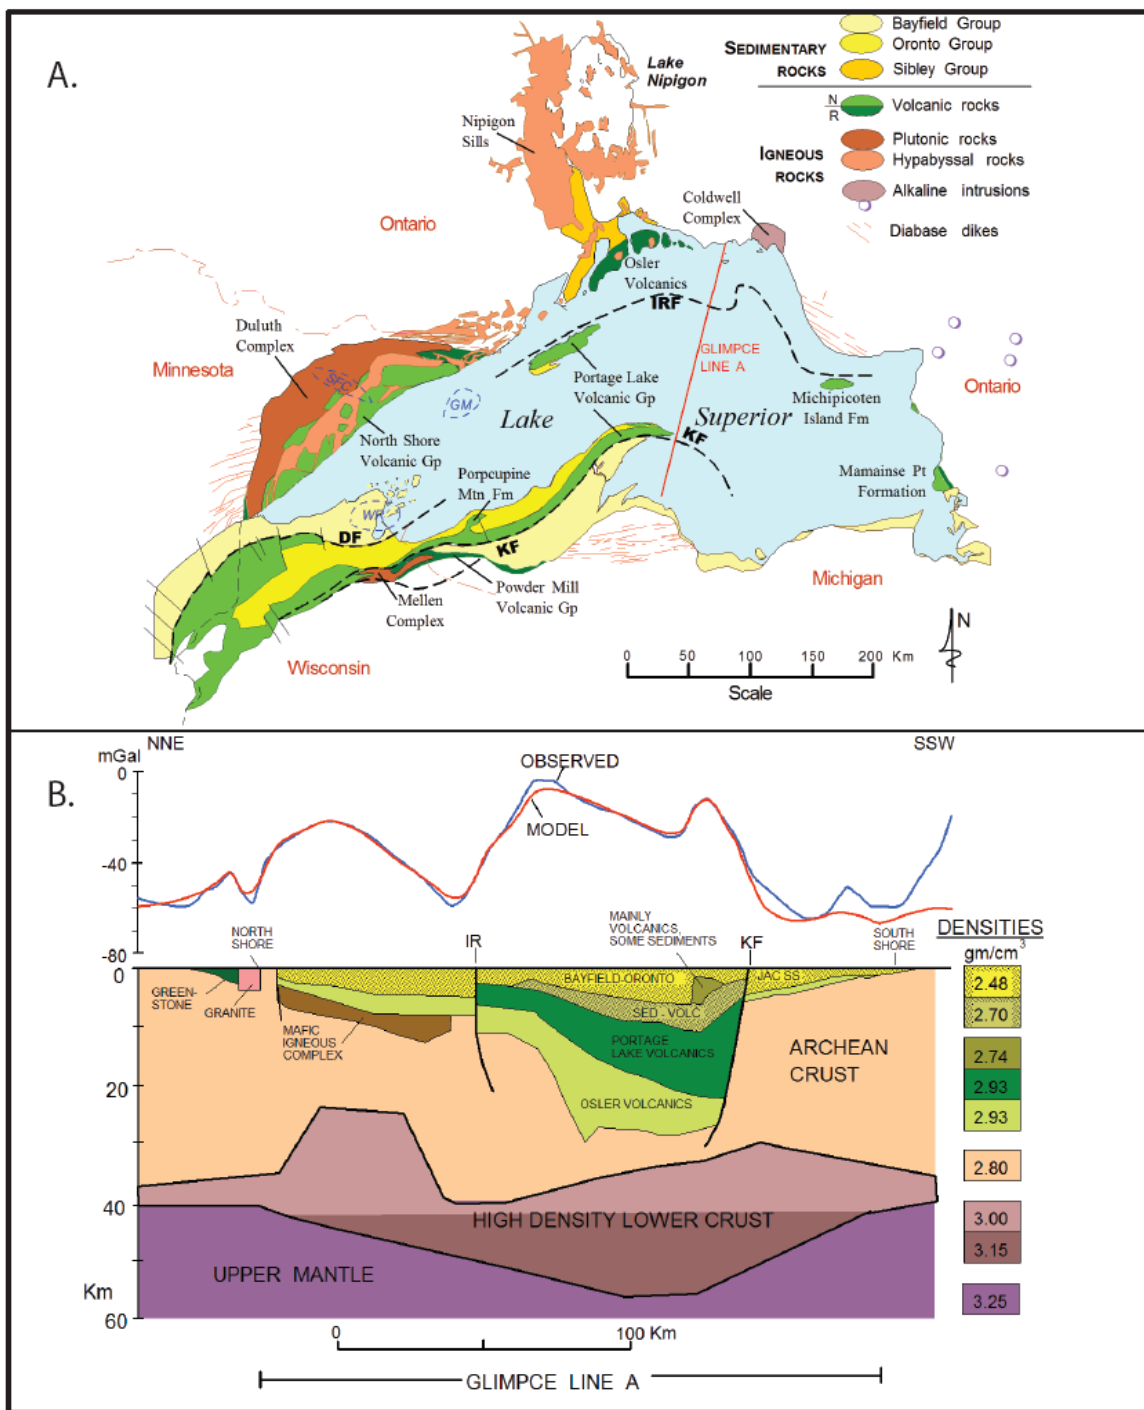 A.
Bayfield Group
SEDIMENTARY
ROCKS
Oronto Group
Sibley Group
N
R
Volcanic rocks
IGNEOUS
ROCKS
Plutonic rocks
Hypabyssal rocks
Alkaline intrusions
Diabase dikes
Lake
Nipigon
Nipigon
Sills
Ontario
Coldwell
Complex
Osler
Volcanics
IRF
Duluth
Complex
Minnesota
SFC
GM
GLIMPCE
LINE A
Portage Lake
Volcanic Gp
Ontario
Michipicoten
Island Fm
Lake Superior
KF
North Shore
Volcanic Gp
Porpcupine
Mtn Fm
Mamainse Pt
Formation
WR
DF
KF
Michigan
Powder Mill
Volcanic Gp
Mellen
Complex
Wisconsin
N
0 50 100 150 200 Km
Scale
B.
NNE
SSW
mGal
0
-40
-80
OBSERVED
MODEL
NORTH
SHORE
IR
MAINLY
VOLCANICS,
SOME SEDIMENTS
KF
SOUTH
SHORE
DENSITIES
gm/cm3
0
20
40
Km
60
GREEN-
STONE
GRANITE
MAFIC
IGNEOUS
COMPLEX
BAYFIELD-ORONTO
JAC SS
SED - VOLC
PORTAGE
LAKE VOLCANICS
OSLER VOLCANICS
ARCHEAN
CRUST
HIGH DENSITY LOWER CRUST
UPPER MANTLE
2.48
2.70
2.74
2.93
2.93
2.80
3.00
3.15
3.25
0 100 Km
GLIMPCE LINE A